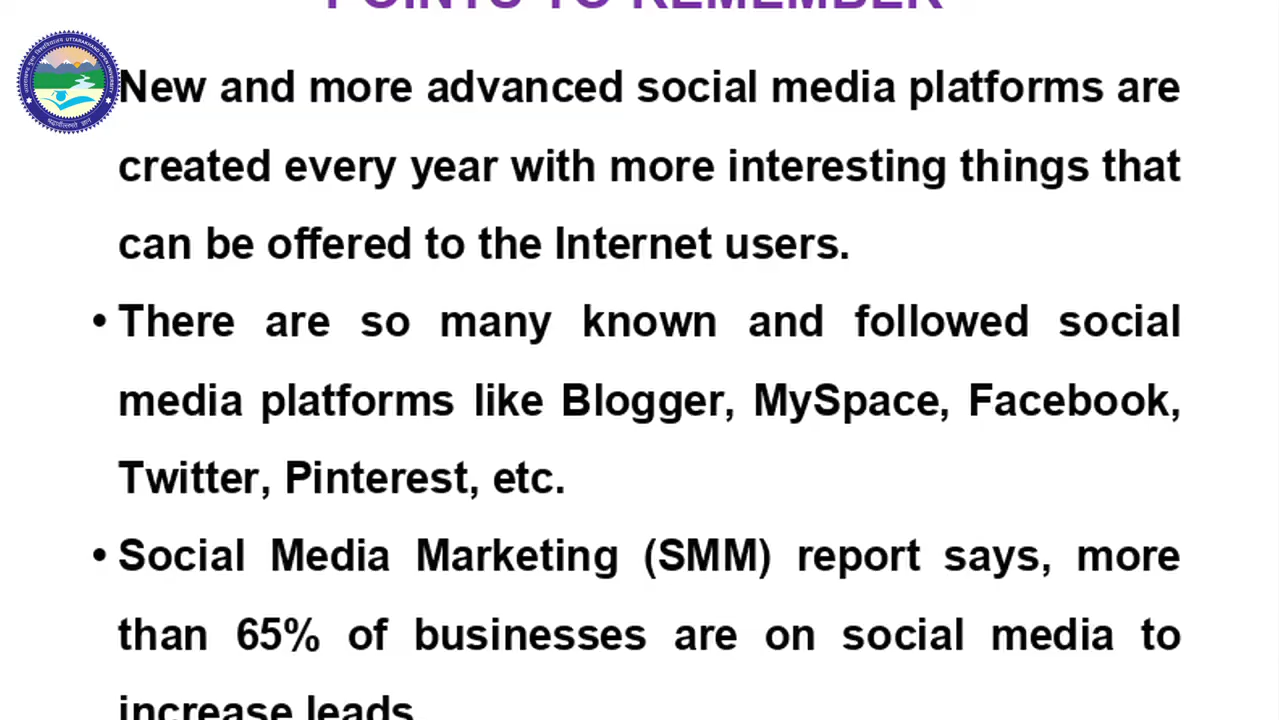 POINTS TO REMEMBER
New and more advanced social media platforms are
created every year with more interesting things that
can be offered to the Internet users.
• There are so many known and followed social
media platforms like Blogger, MySpace, Facebook,
Twitter, Pinterest, etc.
• Social Media Marketing (SMM) report says, more
than 65% of businesses are on social media to
increase leads.